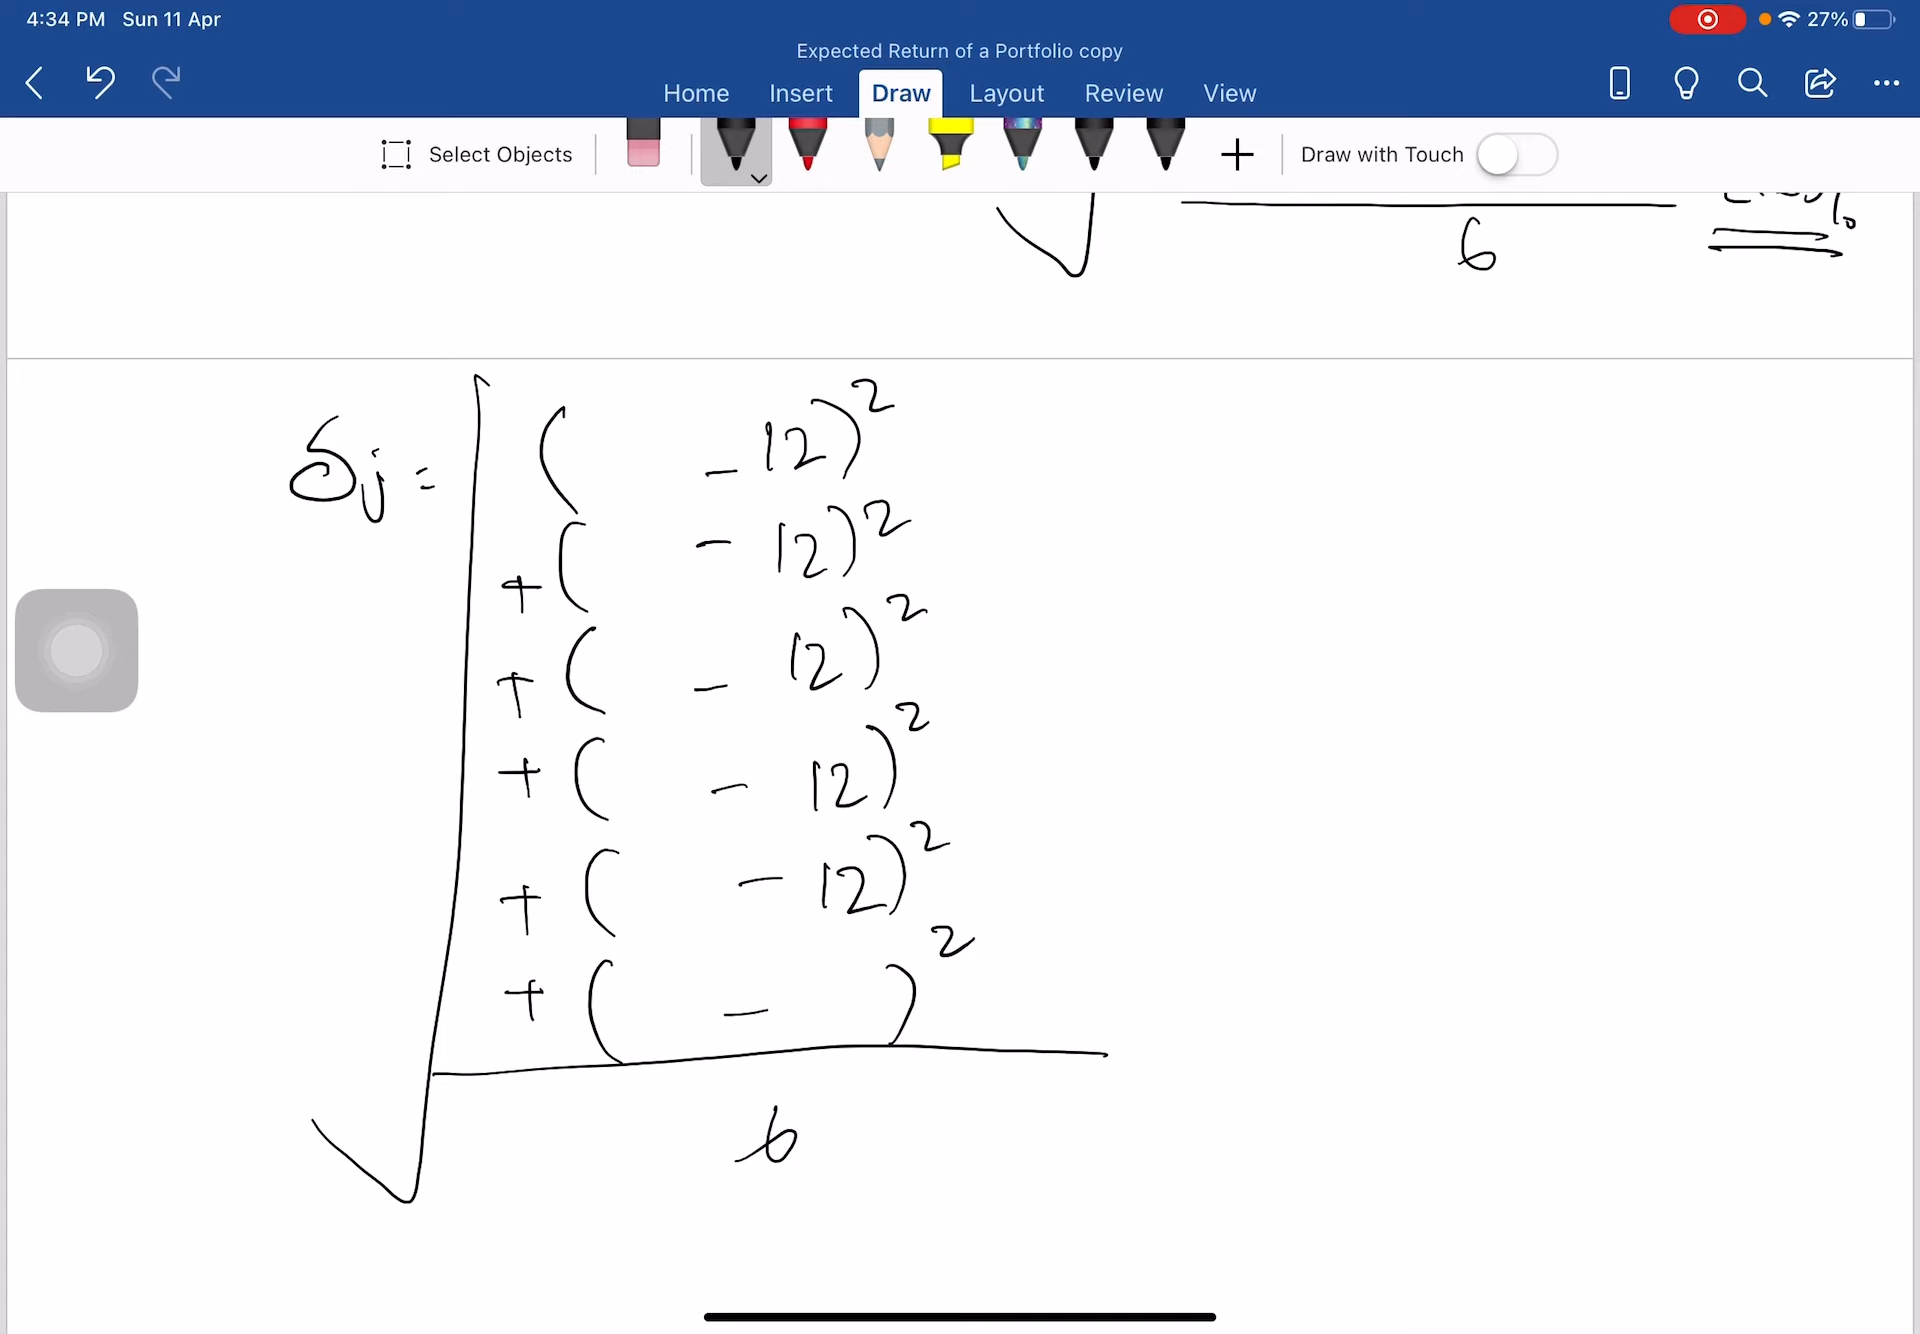 4:34 PM Sun 11 Apr
27%
Expected Return of a Portfolio copy
Home Insert Draw Layout Review View
Select Objects
Draw with Touch
6
δj =
( - 12)²
+ ( - 12)²
+ ( - 12)²
+ ( - 12)²
+ ( - 12)²
+ ( - )²
6